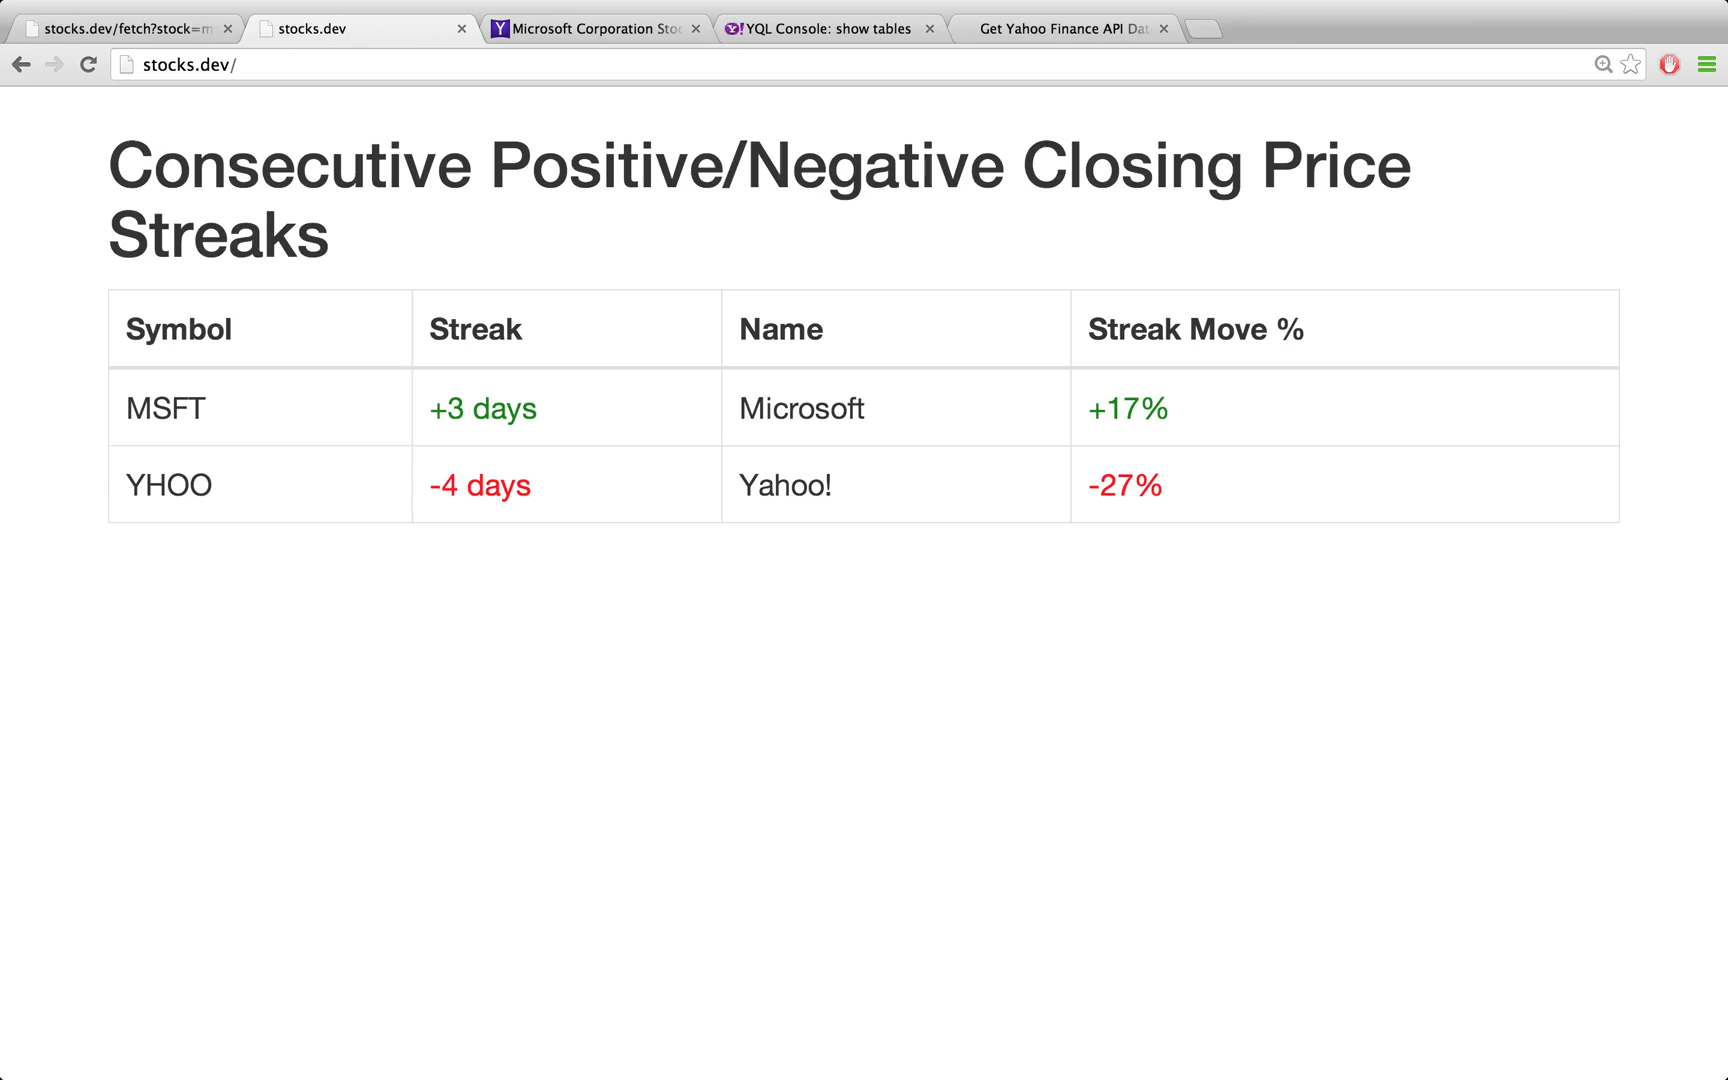 stocks.dev/fetch?stock=m
stocks.dev
Microsoft Corporation Stoc
YQL Console: show tables
Get Yahoo Finance API Dat
stocks.dev/
Consecutive Positive/Negative Closing Price
Streaks
Symbol Streak Name Streak Move %
MSFT +3 days Microsoft +17%
YHOO -4 days Yahoo! -27%